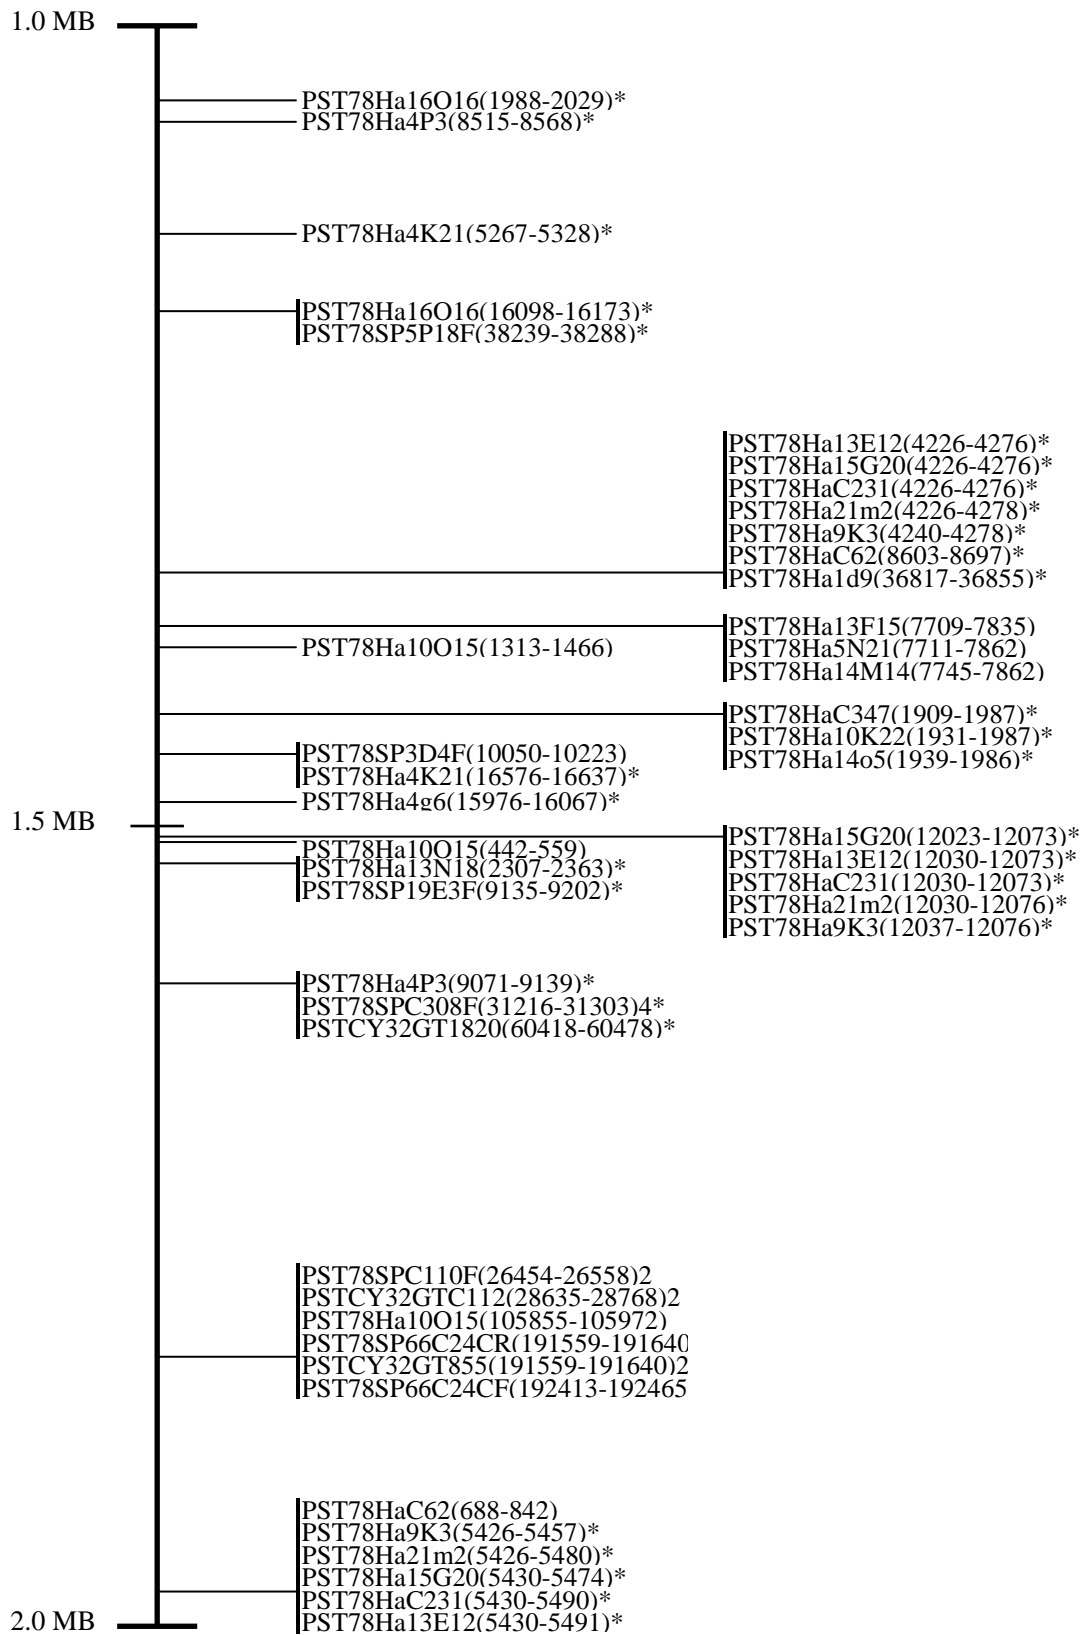 1.0 MB
PST78Ha16O16(1988-2029)*
PST78Ha4P3(8515-8568)*
PST78Ha4K21(5267-5328)*
PST78Ha16O16(16098-16173)*
PST78SP5P18F(38239-38288)*
PST78Ha13E12(4226-4276)*
PST78Ha15G20(4226-4276)*
PST78HaC231(4226-4276)*
PST78Ha21m2(4226-4278)*
PST78Ha9K3(4240-4278)*
PST78HaC62(8603-8697)*
PST78Ha1d9(36817-36855)*
PST78Ha13F15(7709-7835)
PST78Ha5N21(7711-7862)
PST78Ha14M14(7745-7862)
PST78Ha10O15(1313-1466)
PST78HaC347(1909-1987)*
PST78Ha10K22(1931-1987)*
PST78Ha14o5(1939-1986)*
PST78SP3D4F(10050-10223)
PST78Ha4K21(16576-16637)*
PST78Ha4g6(15976-16067)*
1.5 MB
PST78Ha15G20(12023-12073)*
PST78Ha13E12(12030-12073)*
PST78HaC231(12030-12073)*
PST78Ha21m2(12030-12076)*
PST78Ha9K3(12037-12076)*
PST78Ha10O15(442-559)
PST78Ha13N18(2307-2363)*
PST78SP19E3F(9135-9202)*
PST78Ha4P3(9071-9139)*
PST78SPC308F(31216-31303)4*
PSTCY32GT1820(60418-60478)*
PST78SPC110F(26454-26558)2
PSTCY32GTC112(28635-28768)2
PST78Ha10O15(105855-105972)
PST78SP66C24CR(191559-191640
PSTCY32GT855(191559-191640)2
PST78SP66C24CF(192413-192465
PST78HaC62(688-842)
PST78Ha9K3(5426-5457)*
PST78Ha21m2(5426-5480)*
PST78Ha15G20(5430-5474)*
PST78HaC231(5430-5490)*
PST78Ha13E12(5430-5491)*
2.0 MB